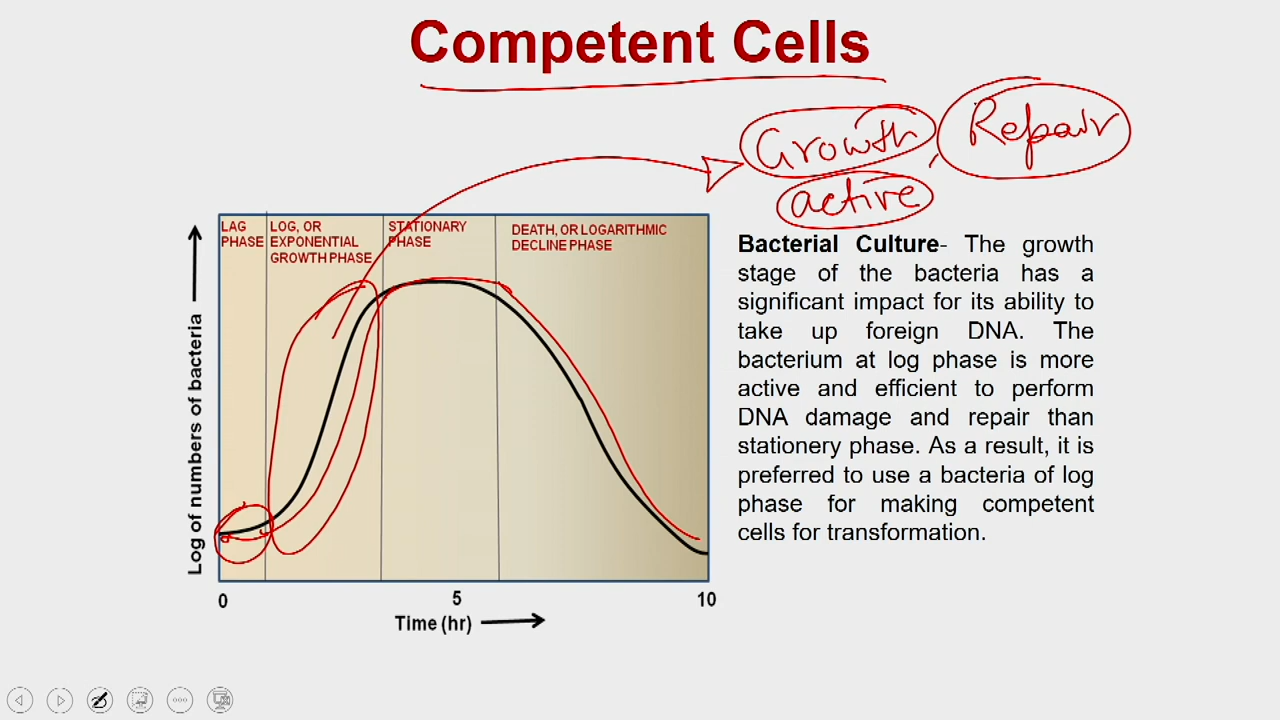 Competent Cells
Growth, Repair
active
LAG
PHASE
LOG, OR
EXPONENTIAL
GROWTH PHASE
STATIONARY
PHASE
DEATH, OR LOGARITHMIC
DECLINE PHASE
Log of numbers of bacteria
0
5
10
Time (hr)
Bacterial Culture- The growth
stage of the bacteria has a
significant impact for its ability to
take up foreign DNA. The
bacterium at log phase is more
active and efficient to perform
DNA damage and repair than
stationery phase. As a result, it is
preferred to use a bacteria of log
phase for making competent
cells for transformation.